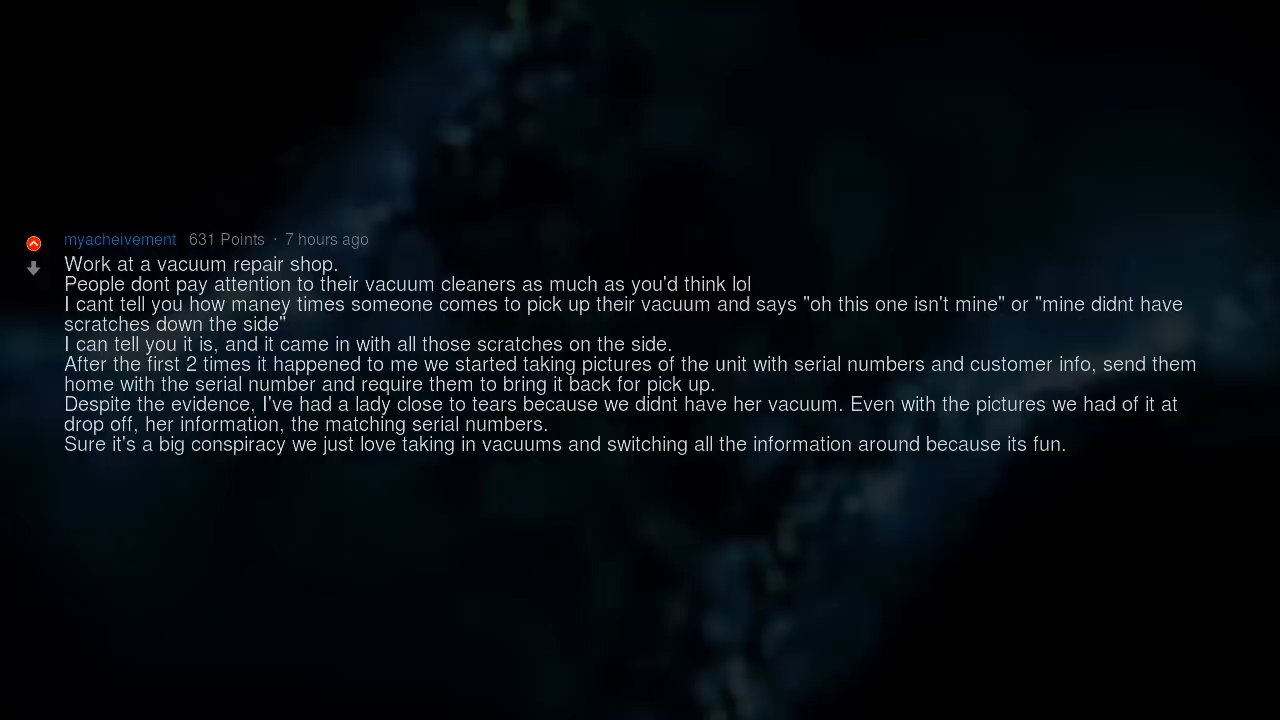 myacheivement 631 Points · 7 hours ago
Work at a vacuum repair shop.
People dont pay attention to their vacuum cleaners as much as you'd think lol
I cant tell you how maney times someone comes to pick up their vacuum and says "oh this one isn't mine" or "mine didnt have
scratches down the side"
I can tell you it is, and it came in with all those scratches on the side.
After the first 2 times it happened to me we started taking pictures of the unit with serial numbers and customer info, send them
home with the serial number and require them to bring it back for pick up.
Despite the evidence, I've had a lady close to tears because we didnt have her vacuum. Even with the pictures we had of it at
drop off, her information, the matching serial numbers.
Sure it's a big conspiracy we just love taking in vacuums and switching all the information around because its fun.